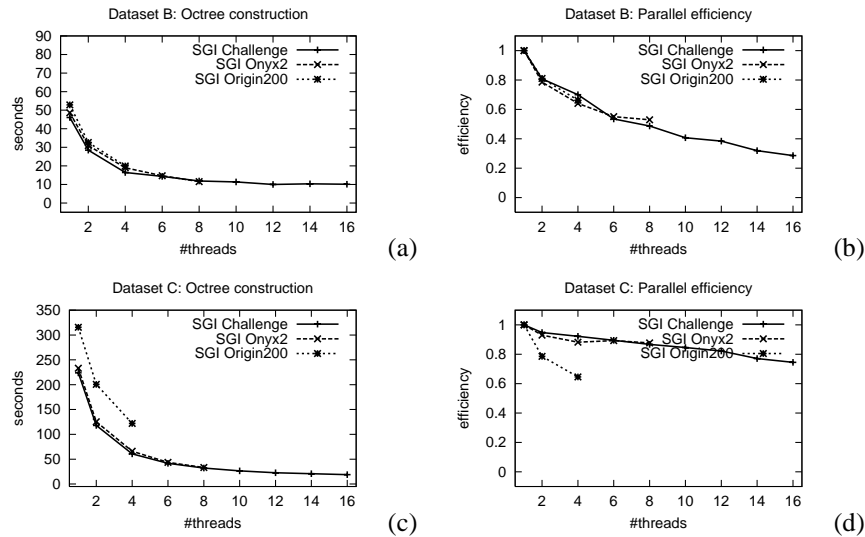 Dataset B: Octree construction
90
80
70
60
50
40
30
20
10
0
seconds
SGI Challenge
SGI Onyx2
SGI Origin200
2 4 6 8 10 12 14 16
#threads
(a)
Dataset B: Parallel efficiency
1
0.8
0.6
0.4
0.2
0
efficiency
SGI Challenge
SGI Onyx2
SGI Origin200
2 4 6 8 10 12 14 16
#threads
(b)
Dataset C: Octree construction
350
300
250
200
150
100
50
0
seconds
SGI Challenge
SGI Onyx2
SGI Origin200
2 4 6 8 10 12 14 16
#threads
(c)
Dataset C: Parallel efficiency
1
0.8
0.6
0.4
0.2
0
efficiency
SGI Challenge
SGI Onyx2
SGI Origin200
2 4 6 8 10 12 14 16
#threads
(d)